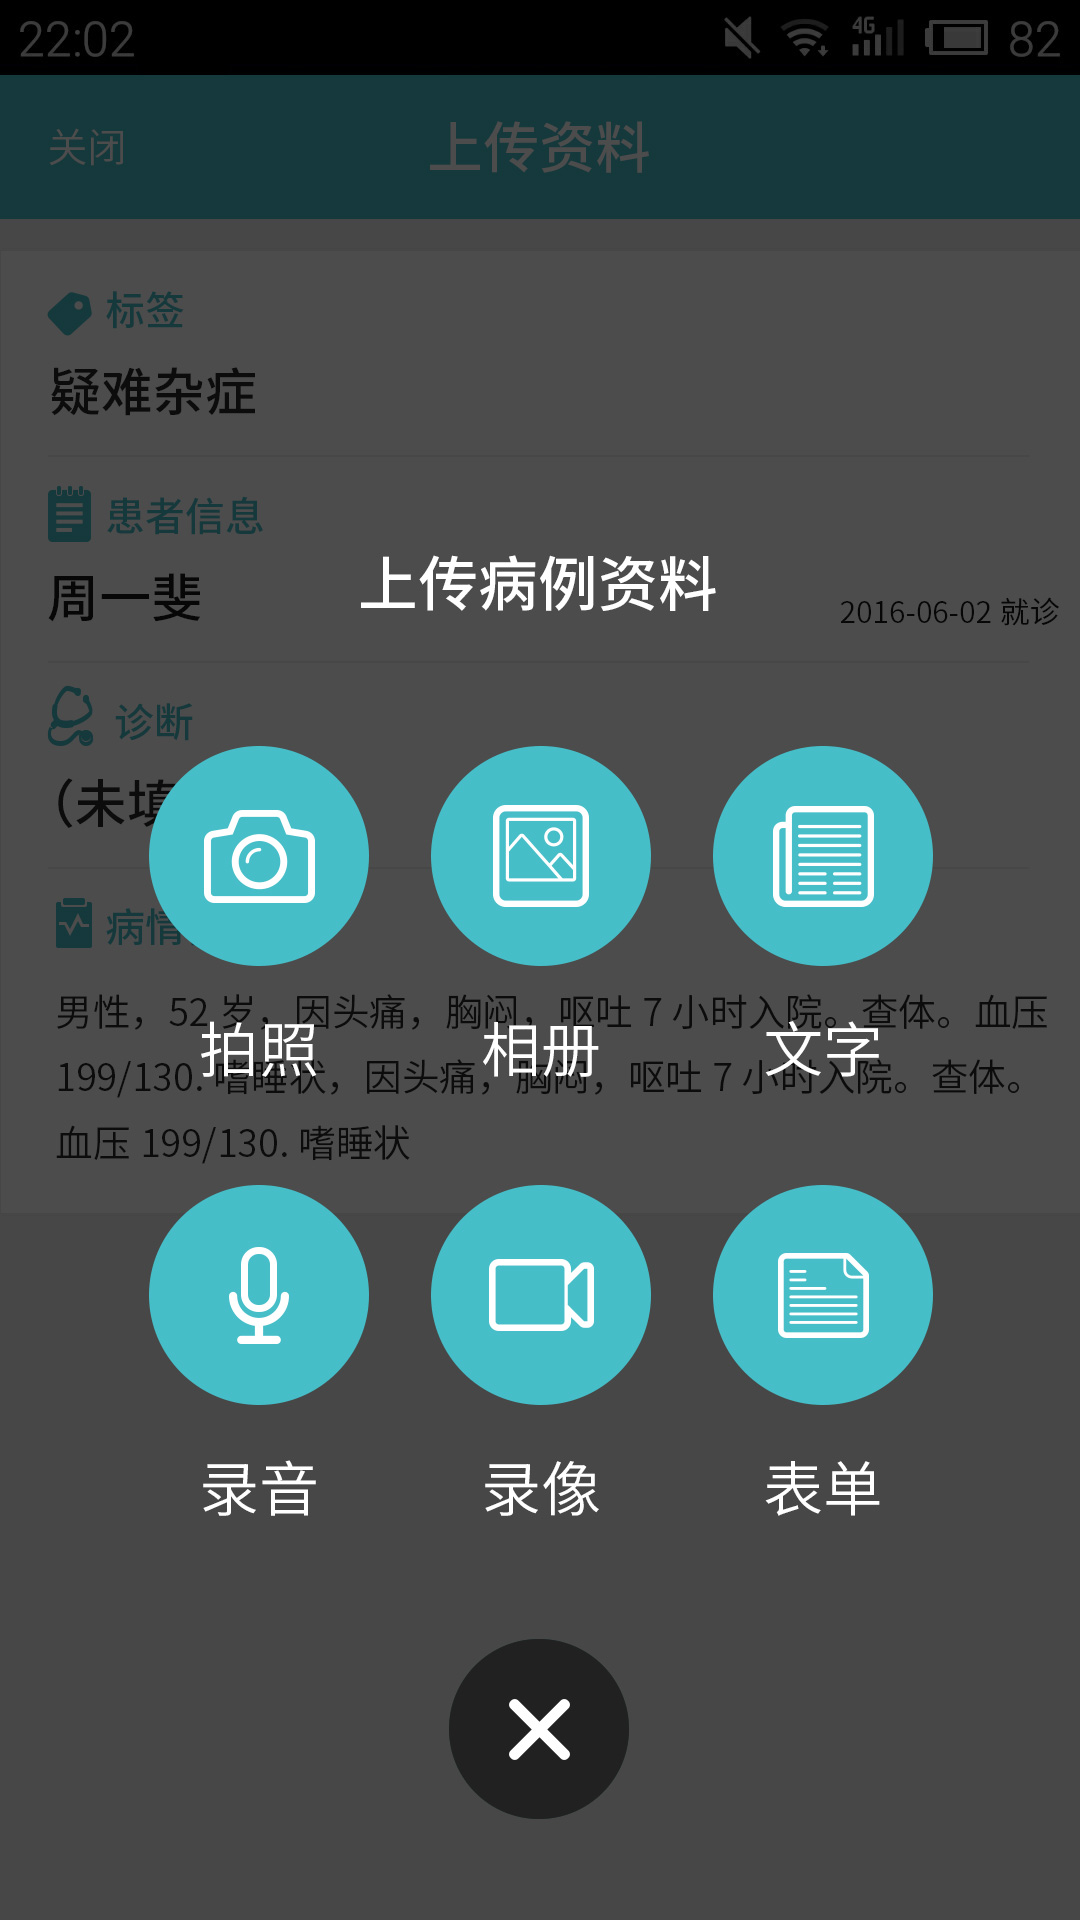 22:02
4G
82
关闭
上传资料
标签
疑难杂症
患者信息
上传病例资料
周一斐
2016-06-02 就诊
诊断
(未填
病情
男性，52 岁，因头痛，胸闷，呕吐 7 小时入院。查体。血压
拍照
相册
文字
199/130. 嗜睡状，因头痛，胸闷，呕吐 7 小时入院。查体。
血压 199/130. 嗜睡状
录音
录像
表单